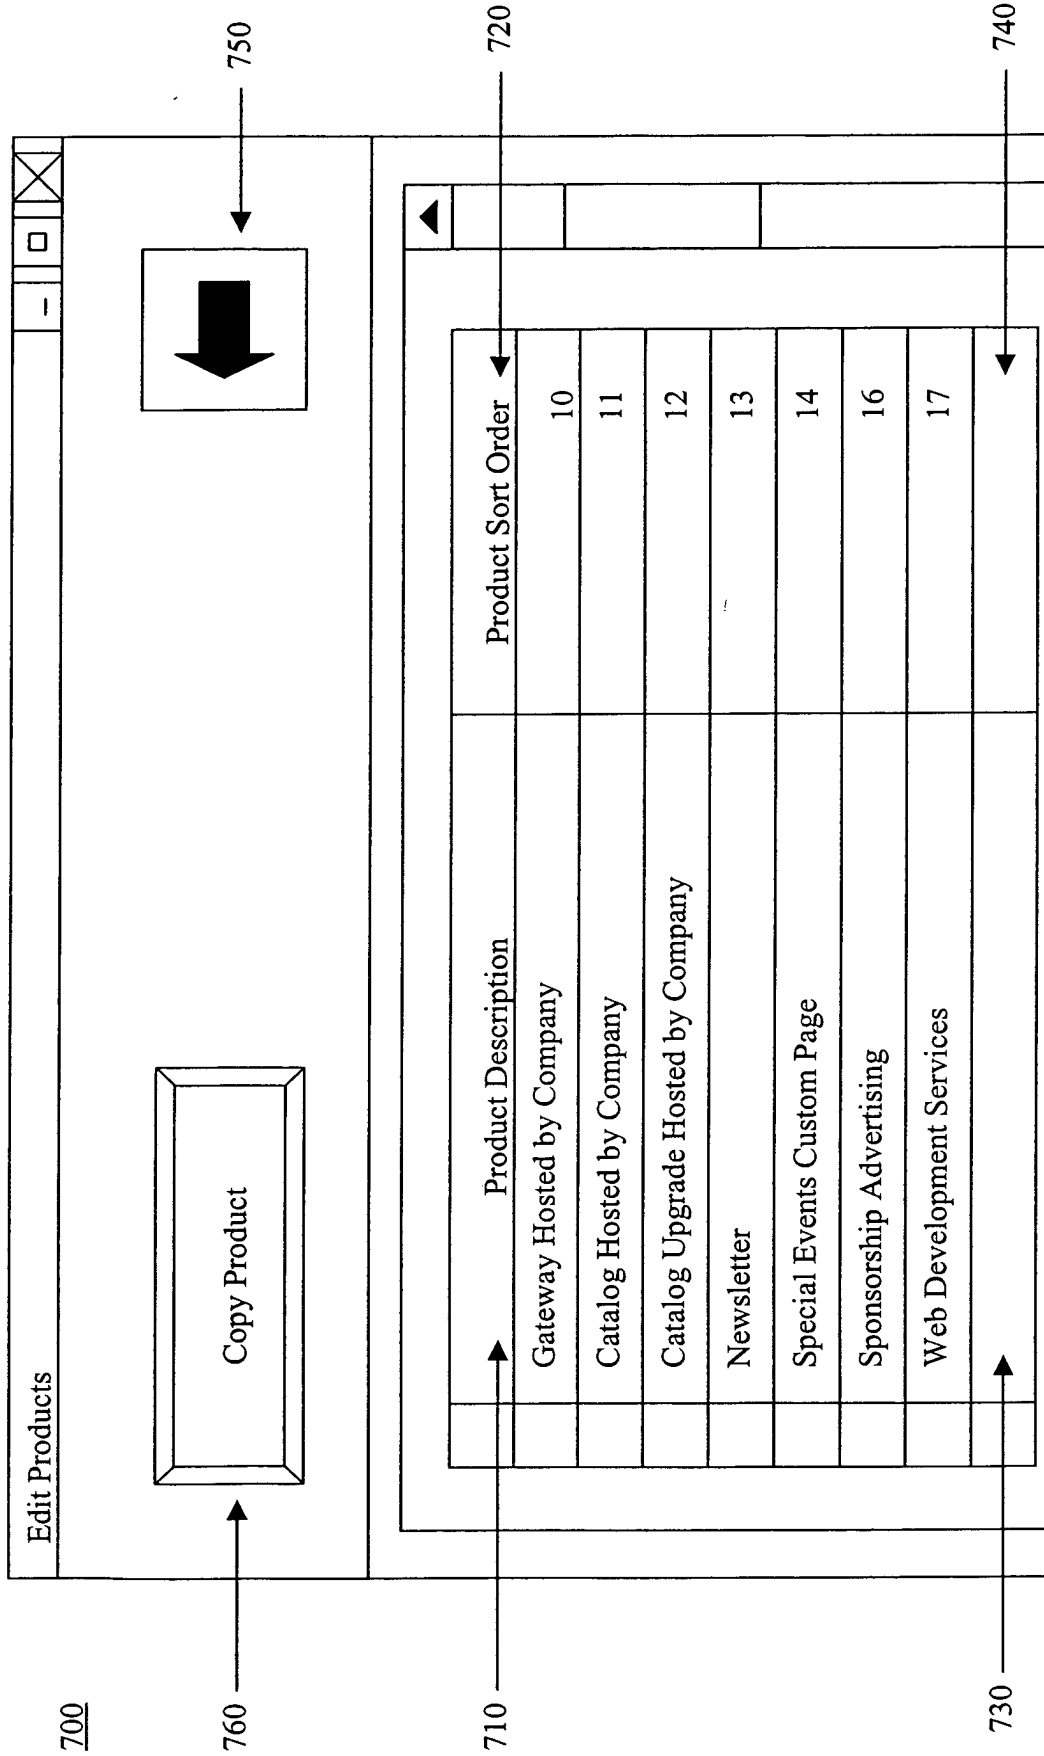 700
Edit Products
760
Copy Product
750
710
Product Description
Product Sort Order
720
Gateway Hosted by Company
10
Catalog Hosted by Company
11
Catalog Upgrade Hosted by Company
12
Newsletter
13
Special Events Custom Page
14
Sponsorship Advertising
16
Web Development Services
17
730
740